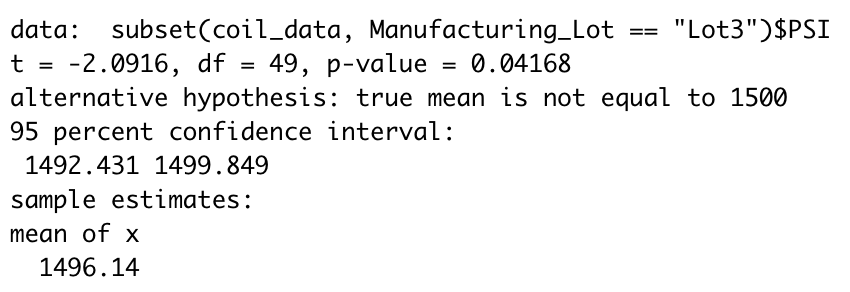 data:  subset(coil_data, Manufacturing_Lot == "Lot3")$PSI
t = -2.0916, df = 49, p-value = 0.04168
alternative hypothesis: true mean is not equal to 1500
95 percent confidence interval:
 1492.431 1499.849
sample estimates:
mean of x
  1496.14